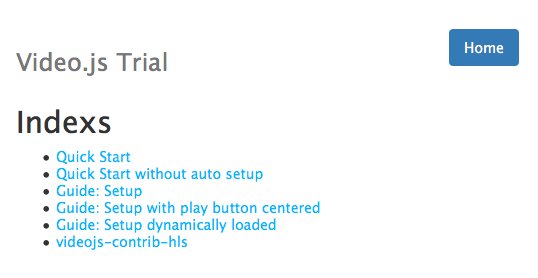 Home
Video.js Trial
Indexs
Quick Start
Quick Start without auto setup
Guide: Setup
Guide: Setup with play button centered
Guide: Setup dynamically loaded
videojs-contrib-hls